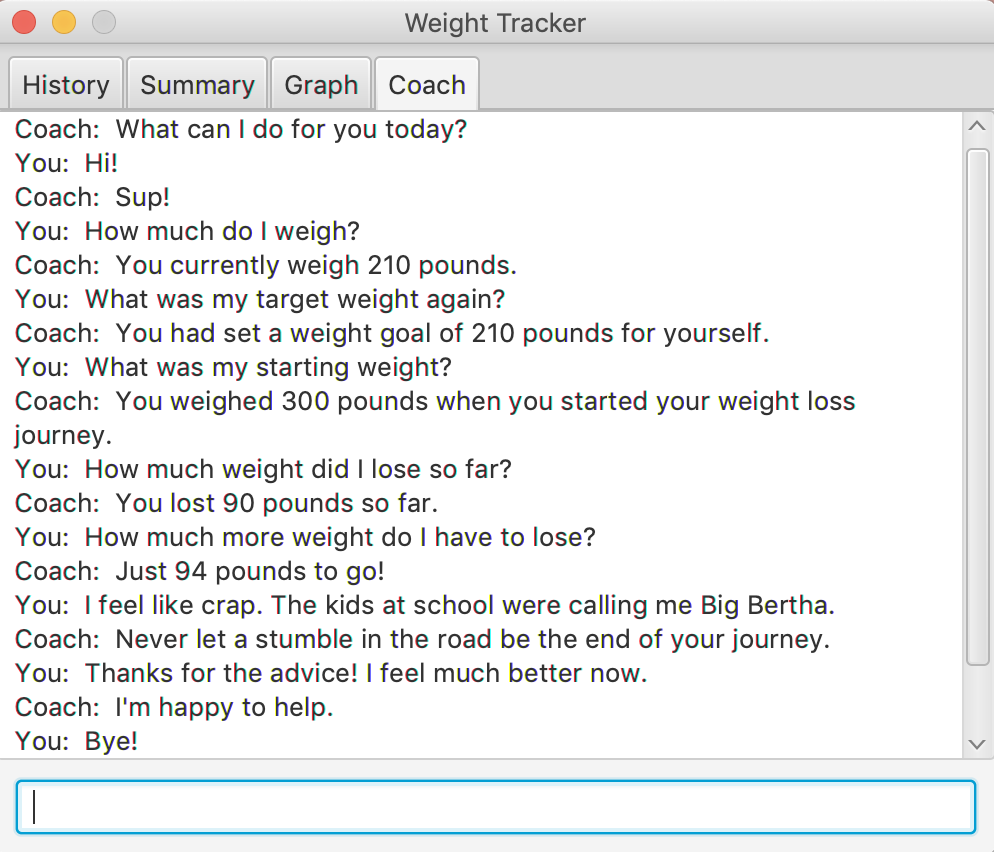 Weight Tracker
History Summary Graph Coach
Coach:  What can I do for you today?
You:  Hi!
Coach:  Sup!
You:  How much do I weigh?
Coach:  You currently weigh 210 pounds.
You:  What was my target weight again?
Coach:  You had set a weight goal of 210 pounds for yourself.
You:  What was my starting weight?
Coach:  You weighed 300 pounds when you started your weight loss
journey.
You:  How much weight did I lose so far?
Coach:  You lost 90 pounds so far.
You:  How much more weight do I have to lose?
Coach:  Just 94 pounds to go!
You:  I feel like crap. The kids at school were calling me Big Bertha.
Coach:  Never let a stumble in the road be the end of your journey.
You:  Thanks for the advice! I feel much better now.
Coach:  I'm happy to help.
You:  Bye!